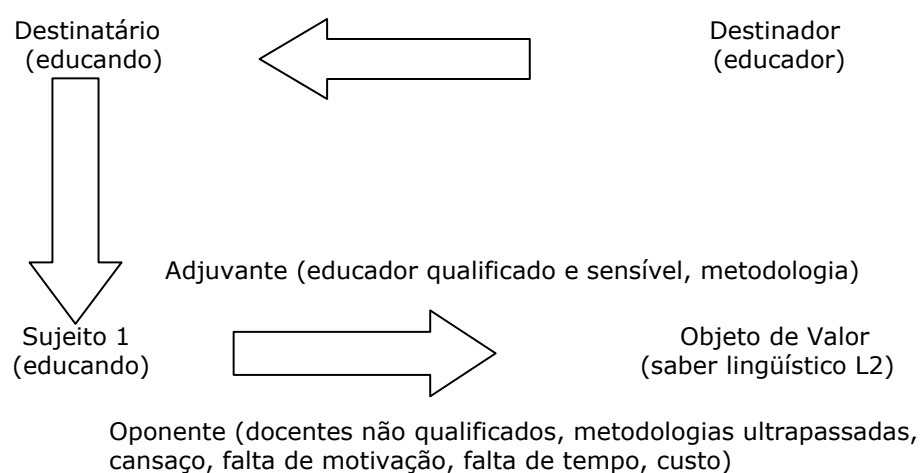 Destinatário
(educando)
Destinador
(educador)
Adjuvante (educador qualificado e sensível, metodologia)
Sujeito 1
(educando)
Objeto de Valor
(saber lingüístico L2)
Oponente (docentes não qualificados, metodologias ultrapassadas,
cansaço, falta de motivação, falta de tempo, custo)